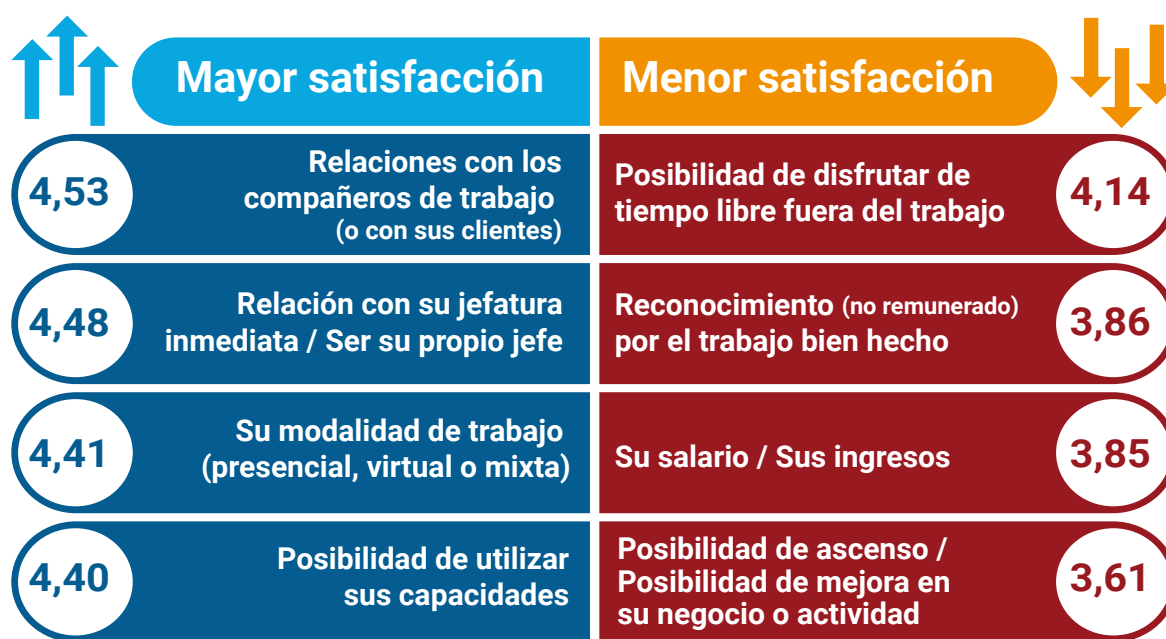 Mayor satisfacción
Menor satisfacción
4,53
Relaciones con los
compañeros de trabajo
(o con sus clientes)
Posibilidad de disfrutar de
tiempo libre fuera del trabajo
4,14
4,48
Relación con su jefatura
inmediata / Ser su propio jefe
Reconocimiento (no remunerado)
por el trabajo bien hecho
3,86
4,41
Su modalidad de trabajo
(presencial, virtual o mixta)
Su salario / Sus ingresos
3,85
4,40
Posibilidad de utilizar
sus capacidades
Posibilidad de ascenso /
Posibilidad de mejora en
su negocio o actividad
3,61